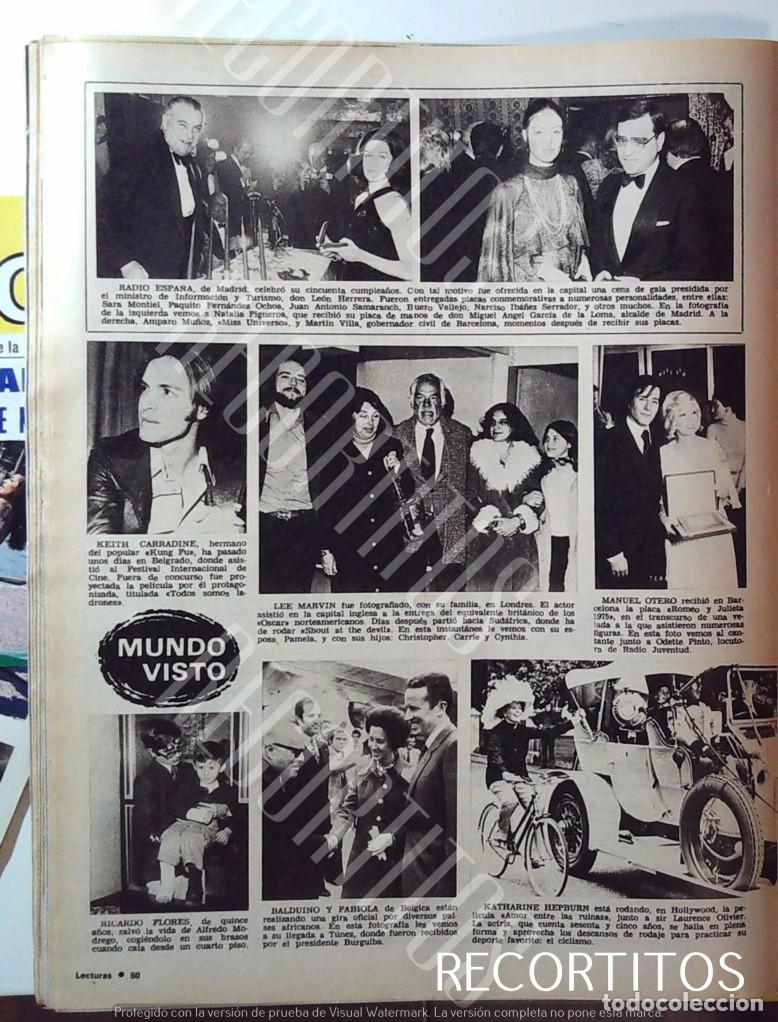 RADIO ESPAÑA, de Madrid, celebró su cincuenta cumpleaños. Con tal motivo fue ofrecida en la capital una cena de gala presidida por
el ministro de Información y Turismo, don León Herrera. Fueron entregadas placas conmemorativas a numerosas personalidades, entre ellas:
Sara Montiel, Paquito Fernández Ochoa, Juan Antonio Samaranch, Buero Vallejo, Narciso Ibáñez Serrador, y otros muchos. En la fotografía
de la izquierda vemos a Natalia Figueroa, que recibió su placa de manos de don Miguel Angel García de la Loma, alcalde de Madrid. A la
derecha, Amparo Muñoz, «Miss Universo», y Martín Villa, gobernador civil de Barcelona, momentos después de recibir sus placas.
KEITH CARRADINE, hermano
del popular «Kung Fu», ha pasado
unos días en Belgrado, donde asis-
tió al Festival Internacional de
Cine. Fuera de concurso fue pro-
yectada la película por él protago-
nizada, titulada «Todos somos la-
drones».
LEE MARVIN fue fotografiado, con su familia, en Londres. El actor
asistió en la capital inglesa a la entrega del equivalente británico de los
«Oscar» norteamericanos. Días después partió hacia Sudáfrica, donde ha
de rodar «Shout at the devil». En esta instantánea le vemos con su es-
posa, Pamela, y con sus hijos: Christopher, Carrie y Cynthia.
MANUEL OTERO recibió en Bar-
celona la placa «Romeo y Julieta
1975», en el transcurso de una ve-
lada a la que asistieron numerosas
figuras. En esta foto vemos al can-
tante junto a Odette Pinto, locuto-
ra de Radio Juventud.
MUNDO
VISTO
RICARDO FLORES, de quince
años, salvó la vida de Alfredo Mo-
drego, cogiéndolo en sus brazos
cuando caía desde un cuarto piso.
BALDUINO Y FABIOLA de Bélgica están
realizando una gira oficial por diversos paí-
ses africanos. En esta fotografía les vemos
a su llegada a Túnez, donde fueron recibidos
por el presidente Burguiba.
KATHARINE HEPBURN está rodando, en Hollywood, la pe-
lícula «Amor entre las ruinas», junto a sir Laurence Olivier.
La actriz, que cuenta sesenta y cinco años, se halla en plena
forma y aprovecha los descansos de rodaje para practicar su
deporte favorito: el ciclismo.
Lecturas • 60
RECORTITOS
todocoleccion
Protegido con la versión de prueba de Visual Watermark. La versión completa no pone esta marca.